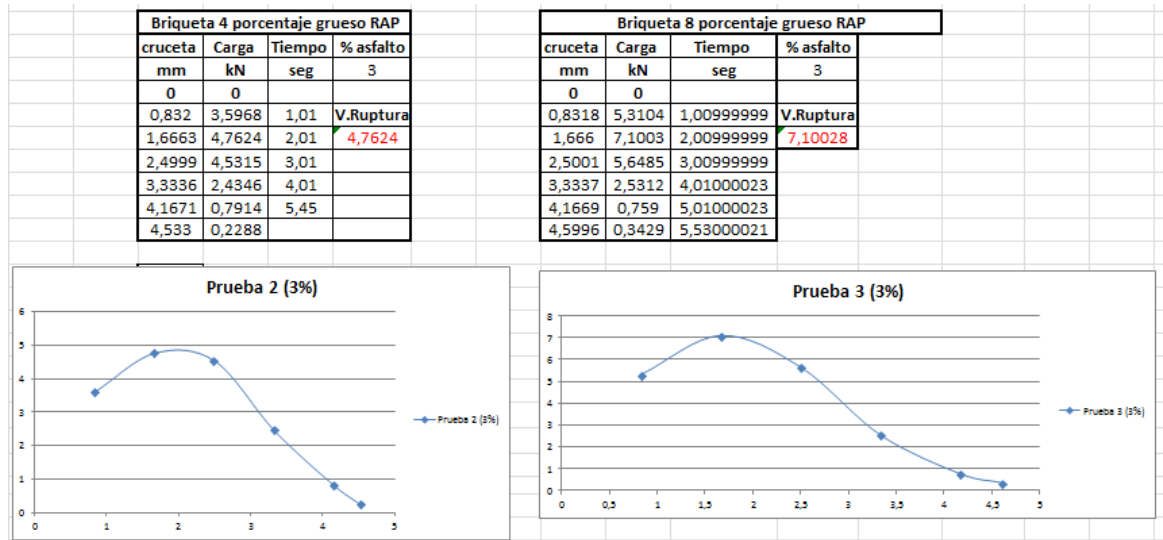 Briqueta 4 porcentaje grueso RAP
cruceta Carga Tiempo % asfalto
mm kN seg 3
0 0
0,832 3,5968 1,01 V.Ruptura
1,6663 4,7624 2,01 4,7624
2,4999 4,5315 3,01
3,3336 2,4346 4,01
4,1671 0,7914 5,45
4,533 0,2288
Briqueta 8 porcentaje grueso RAP
cruceta Carga Tiempo % asfalto
mm kN seg 3
0 0
0,8318 5,3104 1,00999999 V.Ruptura
1,666 7,1003 2,00999999 7,10028
2,5001 5,6485 3,00999999
3,3337 2,5312 4,01000023
4,1669 0,759 5,01000023
4,5996 0,3429 5,53000021
Prueba 2 (3%)
6
5
4
3
2
1
0
0 1 2 3 4 5
Prueba 2 (3%)
Prueba 3 (3%)
8
7
6
5
4
3
2
1
0
0 0,5 1 1,5 2 2,5 3 3,5 4 4,5 5
Prueba 3 (3%)